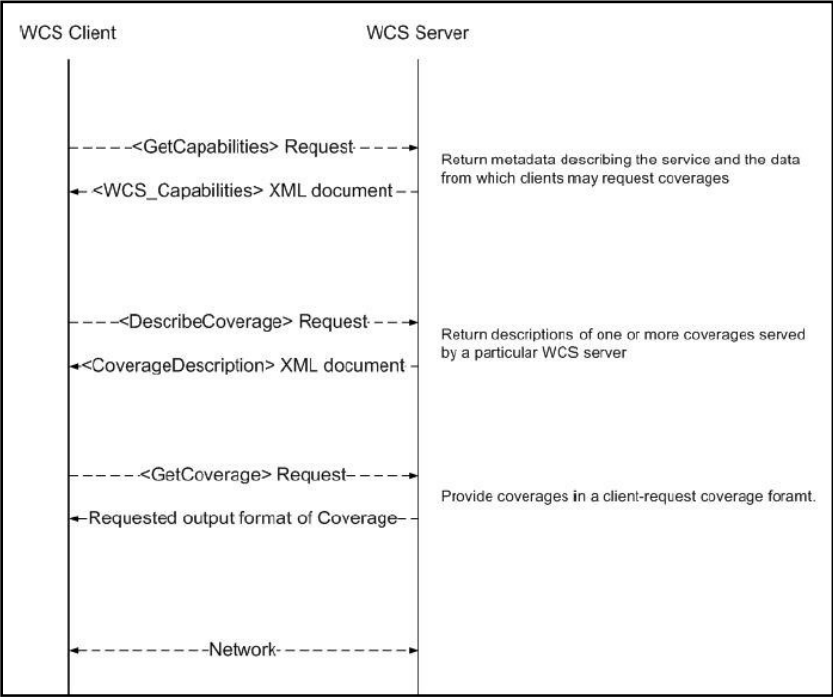 WCS Client
WCS Server
<GetCapabilities> Request
Return metadata describing the service and the data
from which clients may request coverages
<WCS_Capabilities> XML document
<DescribeCoverage> Request
Return descriptions of one or more coverages served
by a particular WCS server
<CoverageDescription> XML document
<GetCoverage> Request
Provide coverages in a client-request coverage foramt.
Requested output format of Coverage
Network